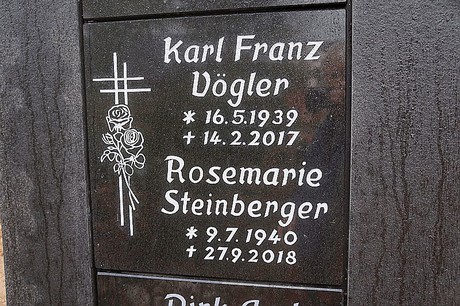 Karl Franz
Vögler
* 16.5.1939
+ 14.2.2017
Rosemarie
Steinberger
* 9.7.1940
+ 27.9.2018